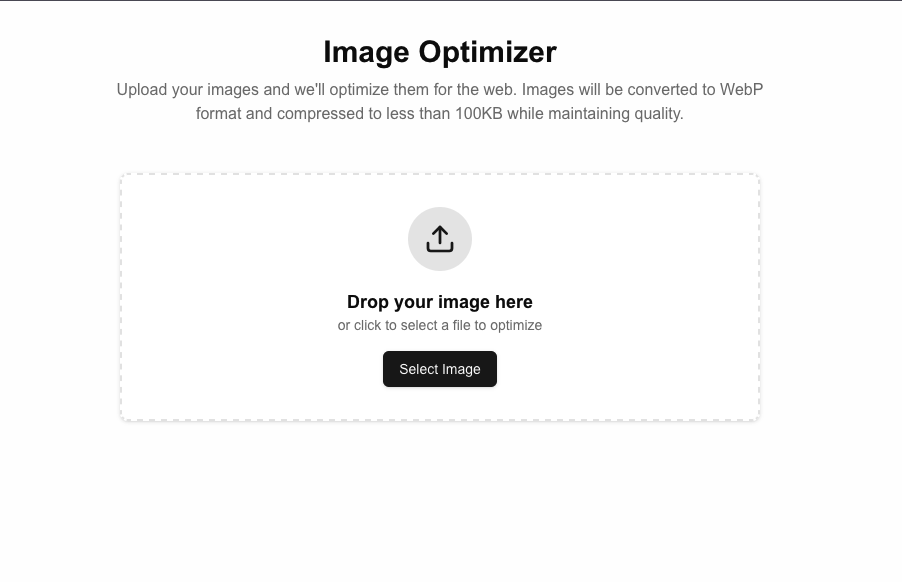 Image Optimizer
Upload your images and we'll optimize them for the web. Images will be converted to WebP
format and compressed to less than 100KB while maintaining quality.
Drop your image here
or click to select a file to optimize
Select Image